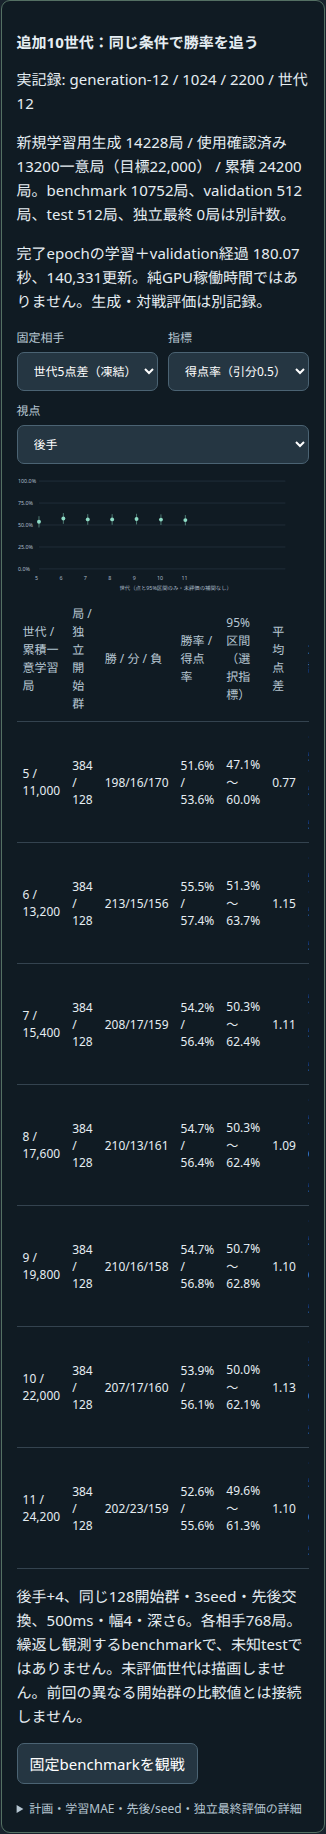 追加10世代：同じ条件で勝率を追う
実記録: generation-12 / 1024 / 2200 / 世代
12
新規学習用生成 14228局 / 使用確認済み
13200一意局（目標22,000） / 累積 24200
局。benchmark 10752局、validation 512
局、test 512局、独立最終 0局は別計数。
完了epochの学習＋validation経過 180.07
秒、140,331更新。純GPU稼働時間ではあ
りません。生成・対戦評価は別記録。
固定相手 指標
世代5点差（凍結） 得点率（引分0.5）
視点
後手
100.0%
75.0%
50.0%
25.0%
0.0%
5 6 7 8 9 10 11
世代（点と95%区間のみ・未評価の補間なし）
世代 /
累積一
意学習
局
局 /
独
立
開
始
群
勝 / 分 / 負
勝率 /
得点
率
95%
区間
（選
択指
標）
平
均
点
差
5 /
11,000
384
/
128
198/16/170
51.6%
/
53.6%
47.1%
～
60.0%
0.77
6 /
13,200
384
/
128
213/15/156
55.5%
/
57.4%
51.3%
～
63.7%
1.15
7 /
15,400
384
/
128
208/17/159
54.2%
/
56.4%
50.3%
～
62.4%
1.11
8 /
17,600
384
/
128
210/13/161
54.7%
/
56.4%
50.3%
～
62.4%
1.09
9 /
19,800
384
/
128
210/16/158
54.7%
/
56.8%
50.7%
～
62.8%
1.10
10 /
22,000
384
/
128
207/17/160
53.9%
/
56.1%
50.0%
～
62.1%
1.13
11 /
24,200
384
/
128
202/23/159
52.6%
/
55.6%
49.6%
～
61.3%
1.10
後手+4、同じ128開始群・3seed・先後交
換、500ms・幅4・深さ6。各相手768局。
繰返し観測するbenchmarkで、未知testで
はありません。未評価世代は描画しませ
ん。前回の異なる開始群の比較値とは接続
しません。
固定benchmarkを観戦
▶ 計画・学習MAE・先後/seed・独立最終評価の詳細